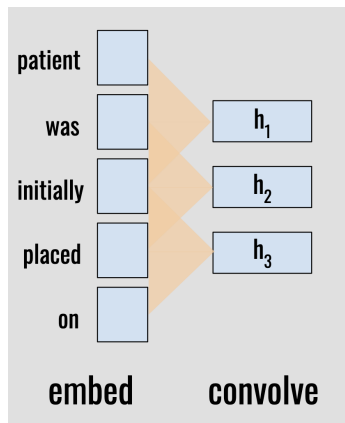 patient
was
initially
placed
on
h1
h2
h3
embed convolve